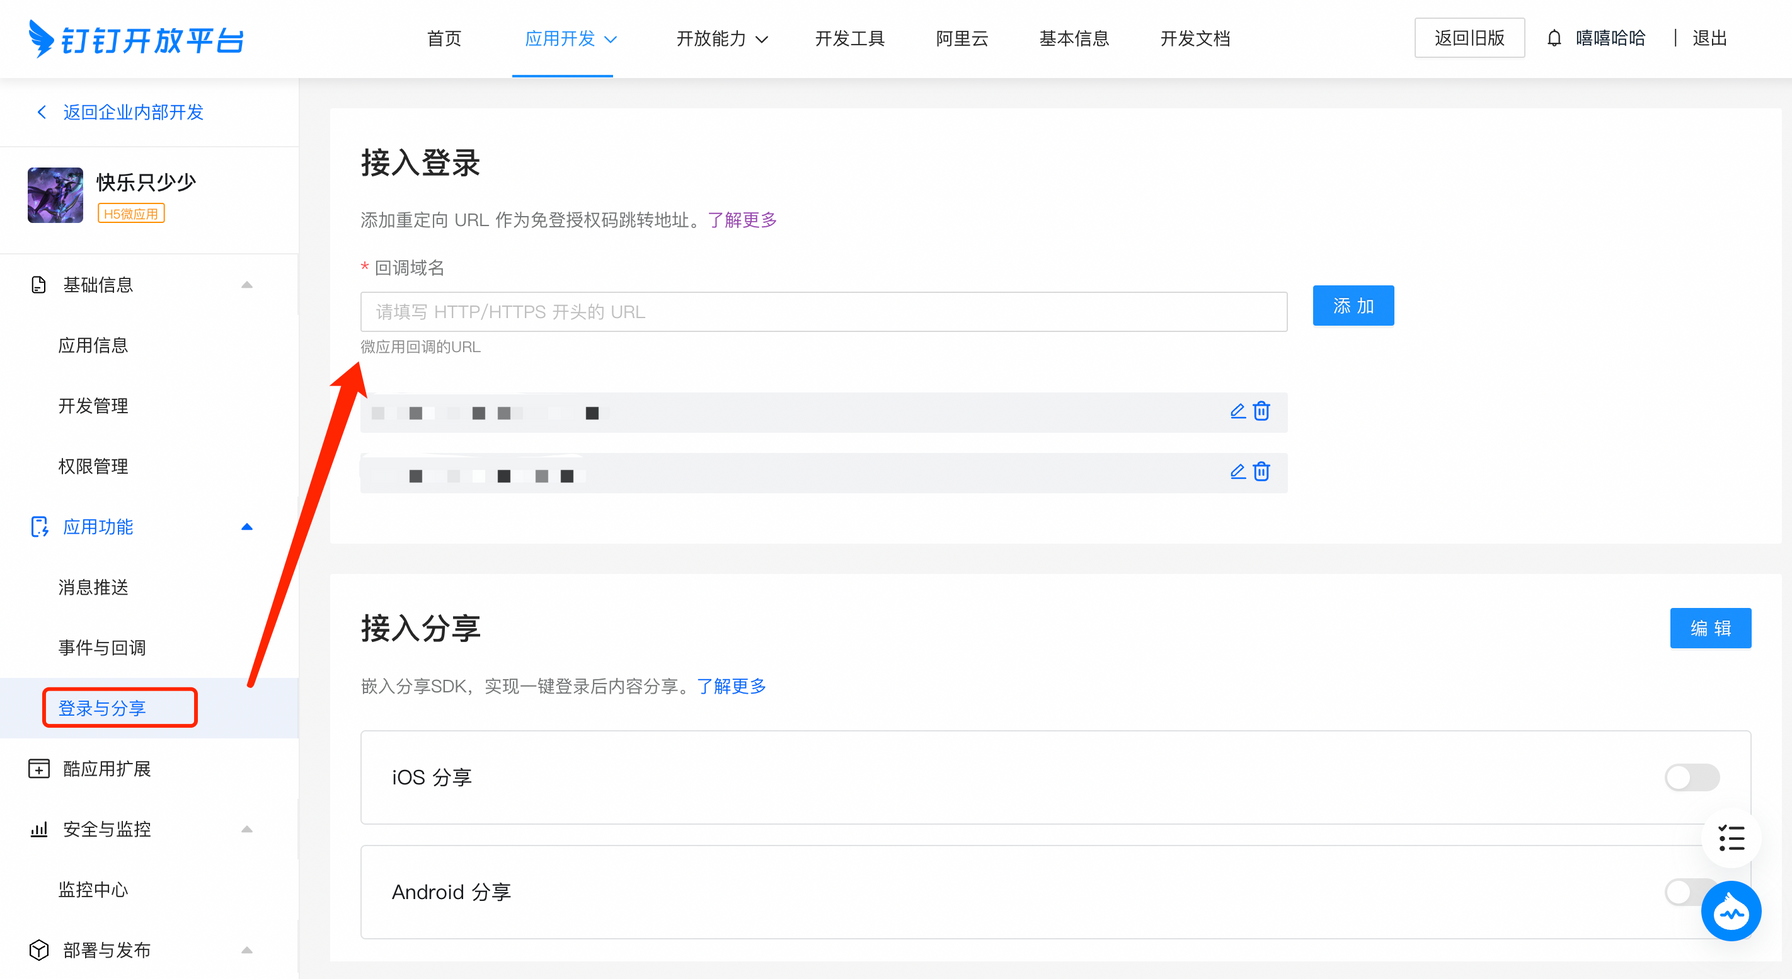 钉钉开放平台
首页
应用开发
开放能力
开发工具
阿里云
基本信息
开发文档
返回旧版
嘻嘻哈哈
退出
返回企业内部开发
快乐只少少
H5微应用
基础信息
应用信息
开发管理
权限管理
应用功能
消息推送
事件与回调
登录与分享
酷应用扩展
安全与监控
监控中心
部署与发布
接入登录
添加重定向 URL 作为免登授权码跳转地址。了解更多
* 回调域名
请填写 HTTP/HTTPS 开头的 URL
添 加
微应用回调的URL
接入分享
编 辑
嵌入分享SDK，实现一键登录后内容分享。了解更多
iOS 分享
Android 分享